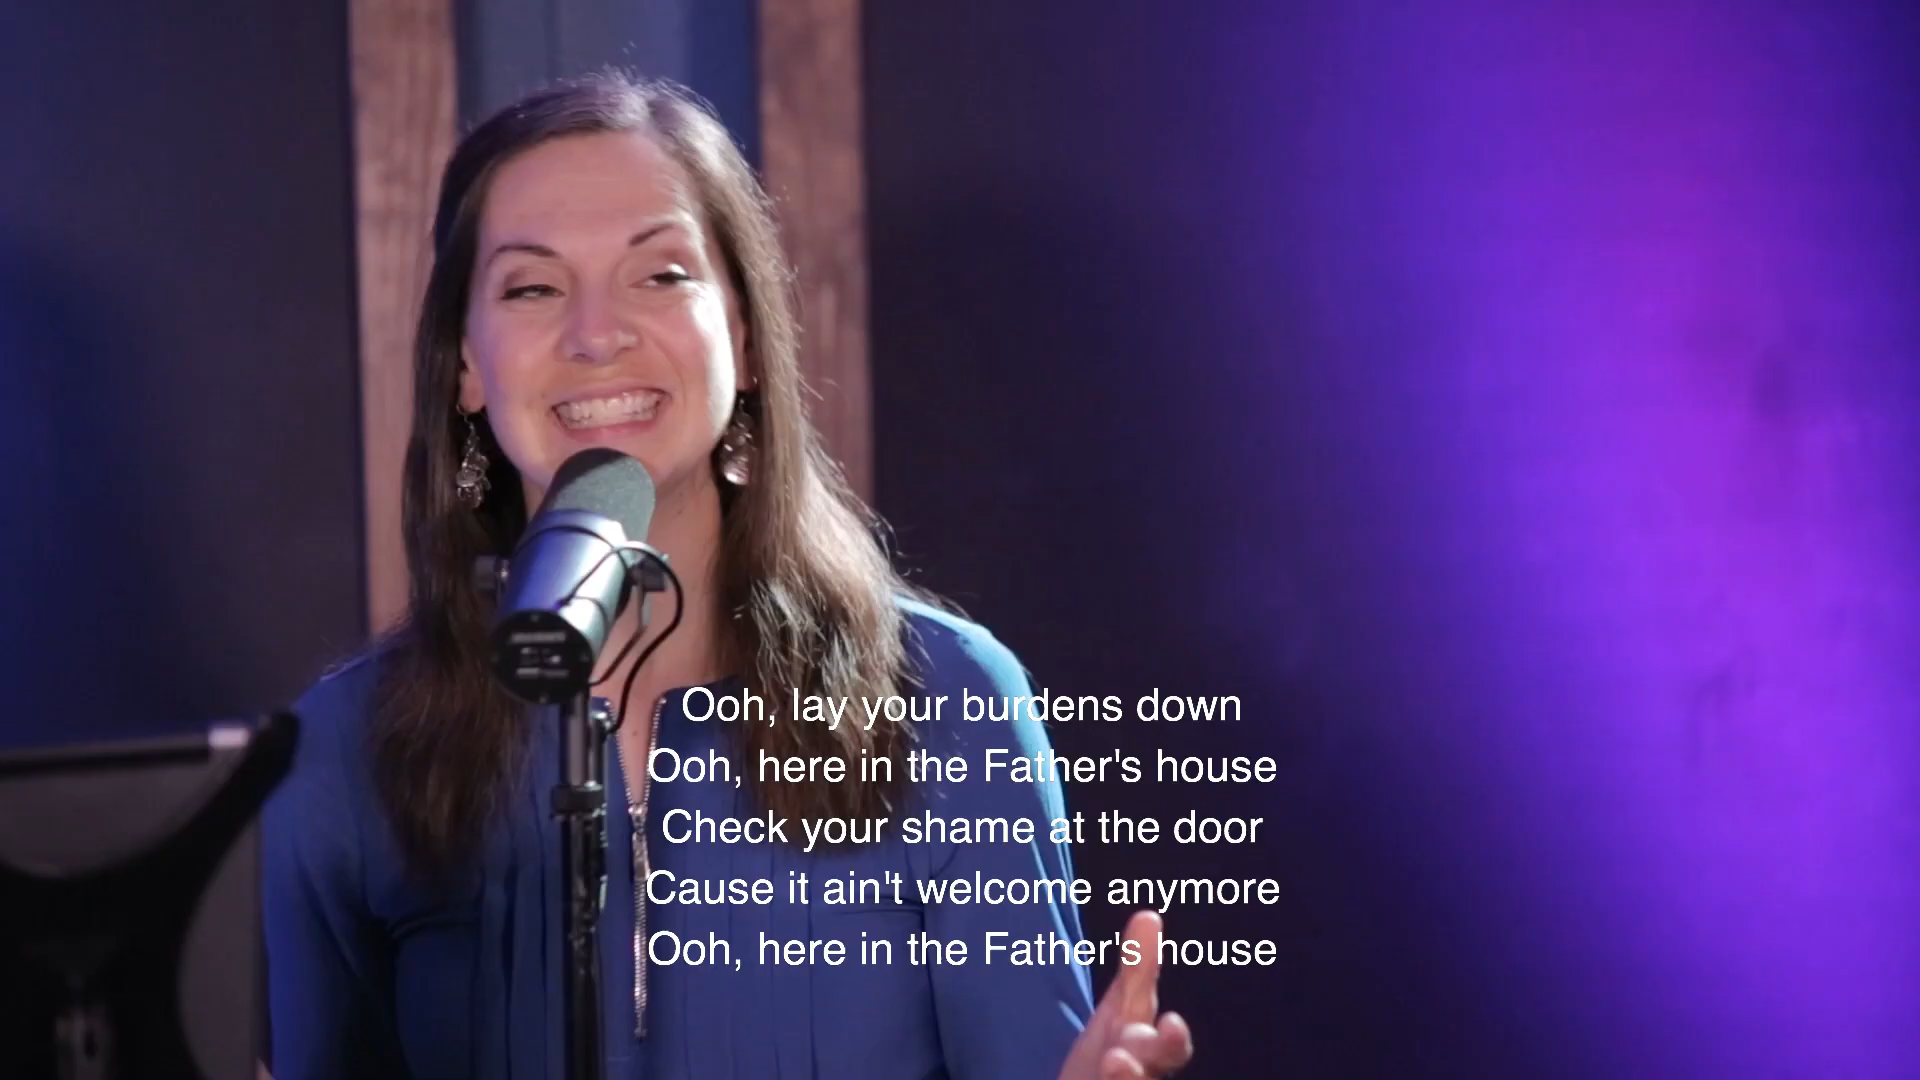 Ooh, lay your burdens down
Ooh, here in the Father's house
Check your shame at the door
Cause it ain't welcome anymore
Ooh, here in the Father's house